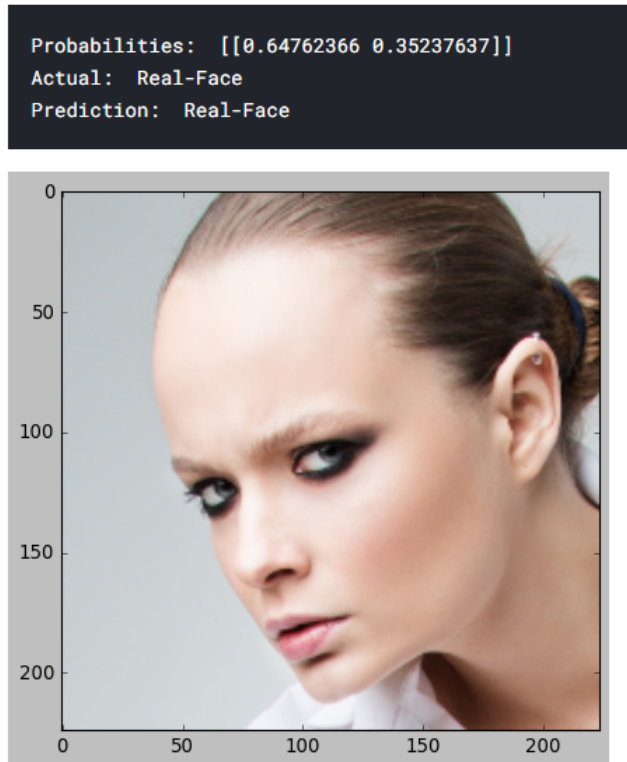 Probabilities:  [[0.64762366 0.35237637]]
Actual:  Real-Face
Prediction:  Real-Face
0
50
100
150
200
0 50 100 150 200